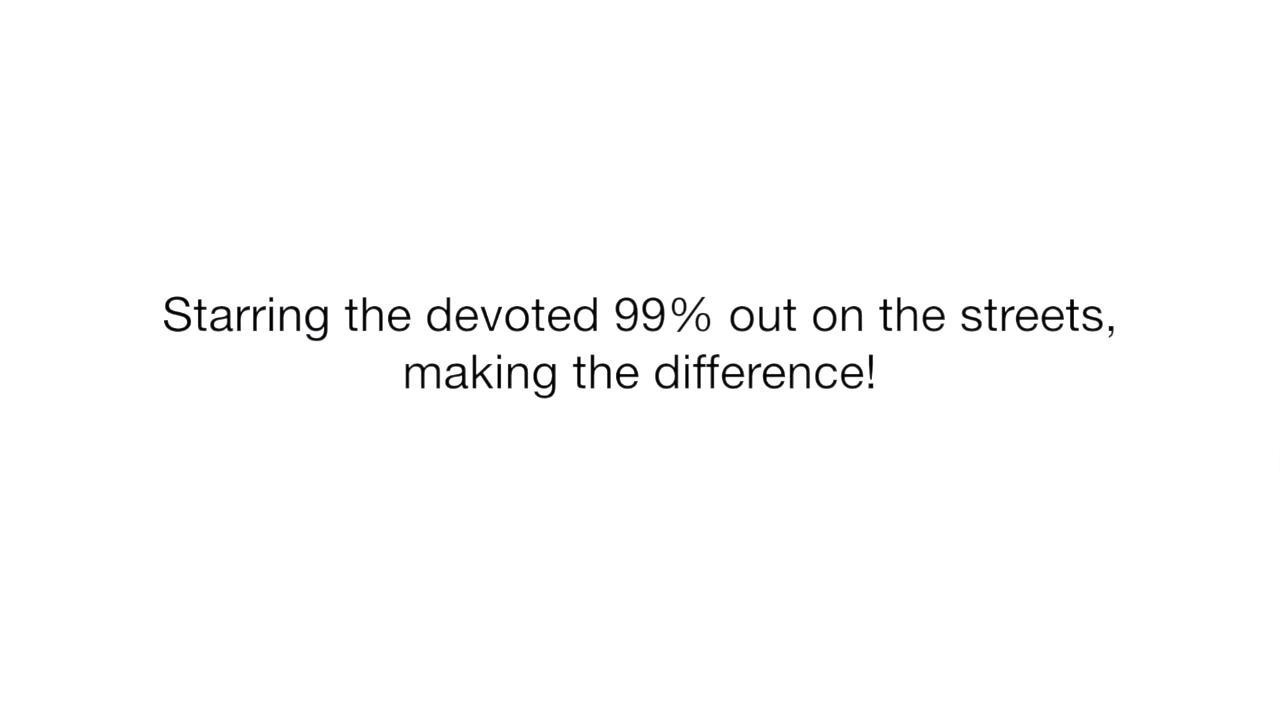 Starring the devoted 99% out on the streets,
making the difference!